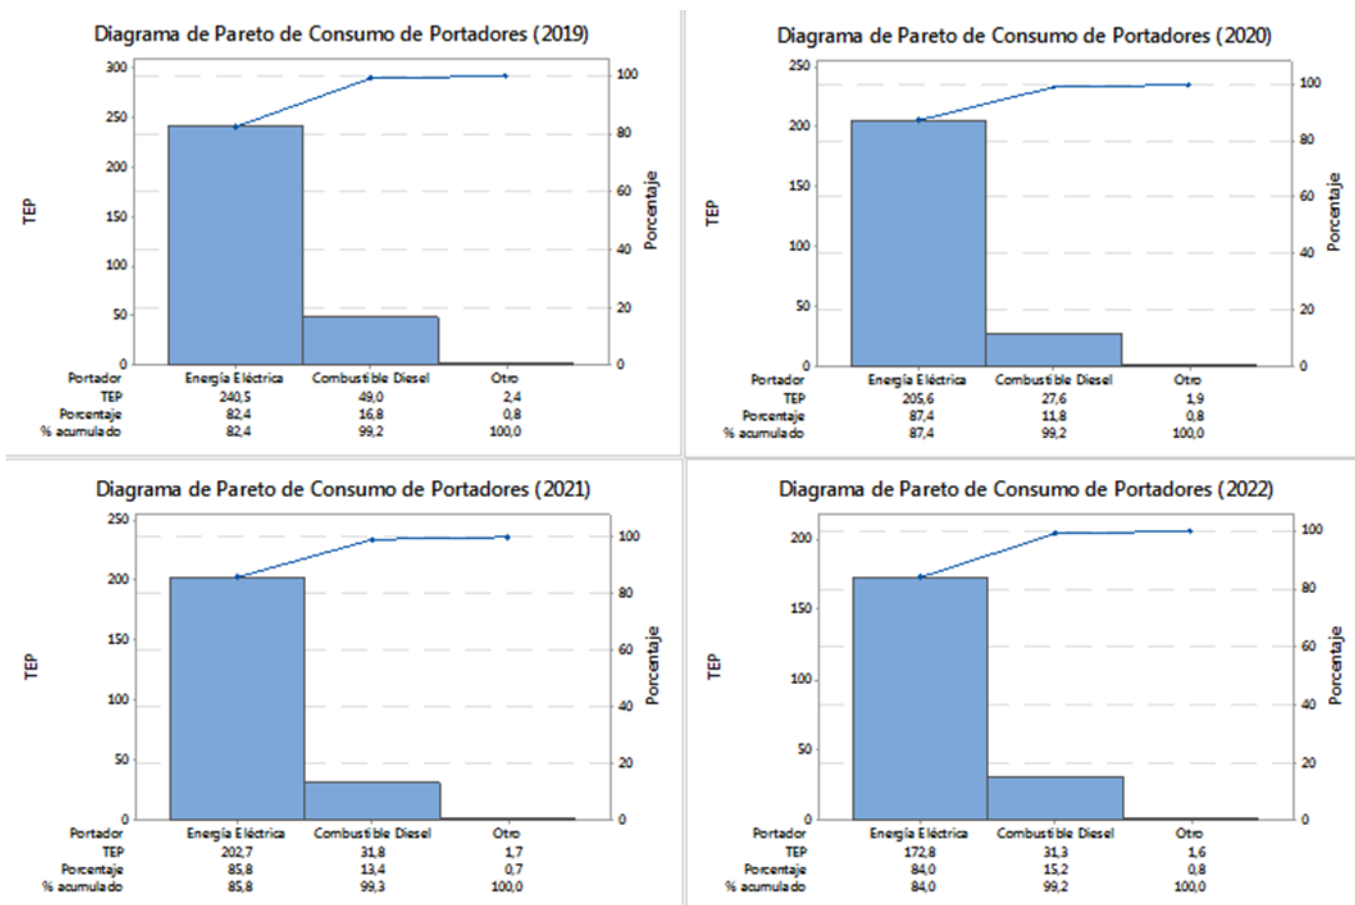 Diagrama de Pareto de Consumo de Portadores (2019)
300
250
200
150
100
50
0
TEP
100
80
60
40
20
0
Porcentaje
Portador Energía Eléctrica Combustible Diesel Otro
TEP 240,5 49,0 2,4
Porcentaje 82,4 16,8 0,8
% acumulado 82,4 99,2 100,0
Diagrama de Pareto de Consumo de Portadores (2020)
250
200
150
100
50
0
TEP
100
80
60
40
20
0
Porcentaje
Portador Energía Eléctrica Combustible Diesel Otro
TEP 205,6 27,6 1,9
Porcentaje 87,4 11,8 0,8
% acumulado 87,4 99,2 100,0
Diagrama de Pareto de Consumo de Portadores (2021)
250
200
150
100
50
0
TEP
100
80
60
40
20
0
Porcentaje
Portador Energía Eléctrica Combustible Diesel Otro
TEP 202,7 31,8 1,7
Porcentaje 85,8 13,4 0,7
% acumulado 85,8 99,3 100,0
Diagrama de Pareto de Consumo de Portadores (2022)
200
150
100
50
0
TEP
100
80
60
40
20
0
Porcentaje
Portador Energía Eléctrica Combustible Diesel Otro
TEP 172,8 31,3 1,6
Porcentaje 84,0 15,2 0,8
% acumulado 84,0 99,2 100,0